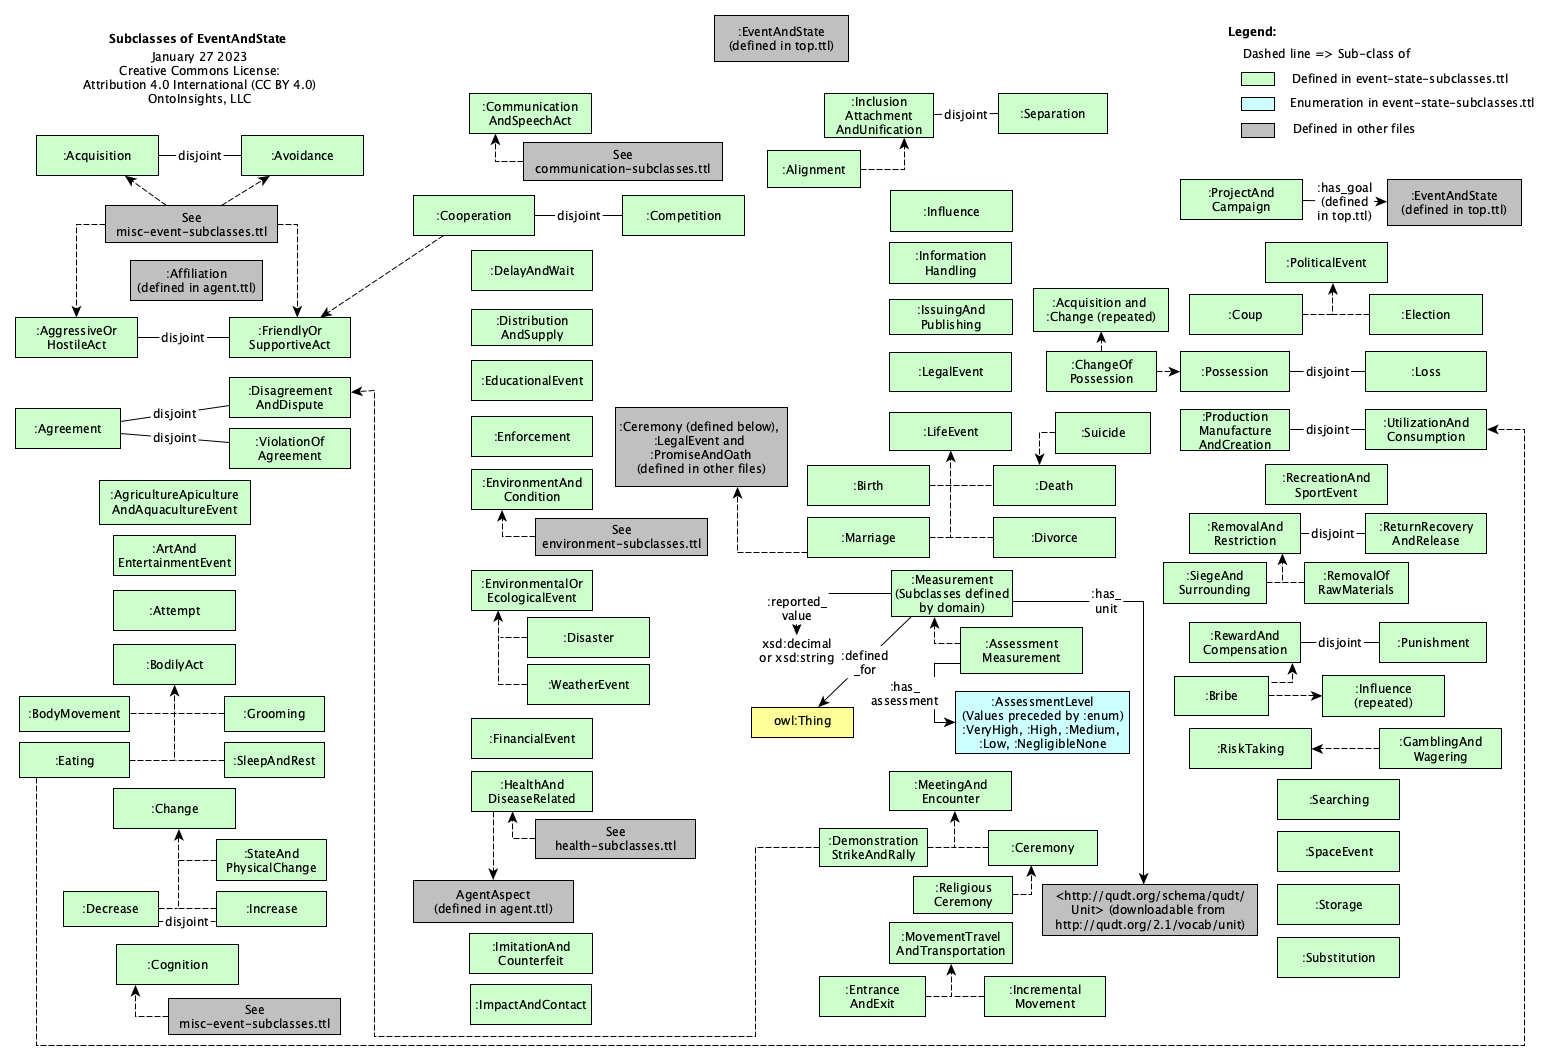 Subclasses of EventAndState
January 27 2023
Creative Commons License:
Attribution 4.0 International (CC BY 4.0)
OntoInsights, LLC
:EventAndState
(defined in top.ttl)
Legend:
Dashed line => Sub-class of
Defined in event-state-subclasses.ttl
Enumeration in event-state-subclasses.ttl
Defined in other files
:Acquisition
disjoint
:Avoidance
See
misc-event-subclasses.ttl
:Affiliation
(defined in agent.ttl)
:AggressiveOr
HostileAct
disjoint
:FriendlyOr
SupportiveAct
:Agreement
disjoint
disjoint
:Disagreement
AndDispute
:ViolationOf
Agreement
:AgricultureApiculture
AndAquacultureEvent
:ArtAnd
EntertainmentEvent
:Attempt
:BodilyAct
:BodyMovement
:Grooming
:Eating
:SleepAndRest
:Change
:StateAnd
PhysicalChange
:Decrease
disjoint
:Increase
:Cognition
See
misc-event-subclasses.ttl
:Communication
AndSpeechAct
See
communication-subclasses.ttl
:Cooperation
disjoint
:Competition
:DelayAndWait
:Distribution
AndSupply
:EducationalEvent
:Enforcement
:EnvironmentAnd
Condition
See
environment-subclasses.ttl
:EnvironmentalOr
EcologicalEvent
:Disaster
:WeatherEvent
:FinancialEvent
:HealthAnd
DiseaseRelated
See
health-subclasses.ttl
AgentAspect
(defined in agent.ttl)
:ImitationAnd
Counterfeit
:ImpactAndContact
:Inclusion
Attachment
AndUnification
disjoint
:Separation
:Alignment
:Influence
:Information
Handling
:IssuingAnd
Publishing
:LegalEvent
:Ceremony (defined below),
:LegalEvent and
:PromiseAndOath
(defined in other files)
:LifeEvent
:Suicide
:Birth
:Death
:Marriage
:Divorce
:Measurement
(Subclasses defined
by domain)
:reported_
value
xsd:decimal
or xsd:string
:defined
_for
owl:Thing
:has_
unit
:Assessment
Measurement
:has_
assessment
:AssessmentLevel
(Values preceded by :enum)
:VeryHigh, :High, :Medium,
:Low, :NegligibleNone
:MeetingAnd
Encounter
:Demonstration
StrikeAndRally
:Ceremony
:Religious
Ceremony
<http://qudt.org/schema/qudt/
Unit> (downloadable from
http://qudt.org/2.1/vocab/unit)
:MovementTravel
AndTransportation
:Entrance
AndExit
:Incremental
Movement
:ProjectAnd
Campaign
:has_goal
(defined
in top.ttl)
:EventAndState
(defined in top.ttl)
:PoliticalEvent
:Coup
:Election
:Acquisition and
:Change (repeated)
:ChangeOf
Possession
:Possession
disjoint
:Loss
:Production
Manufacture
AndCreation
disjoint
:UtilizationAnd
Consumption
:RecreationAnd
SportEvent
:RemovalAnd
Restriction
disjoint
:ReturnRecovery
AndRelease
:SiegeAnd
Surrounding
:RemovalOf
RawMaterials
:RewardAnd
Compensation
disjoint
:Punishment
:Bribe
:Influence
(repeated)
:RiskTaking
:GamblingAnd
Wagering
:Searching
:SpaceEvent
:Storage
:Substitution